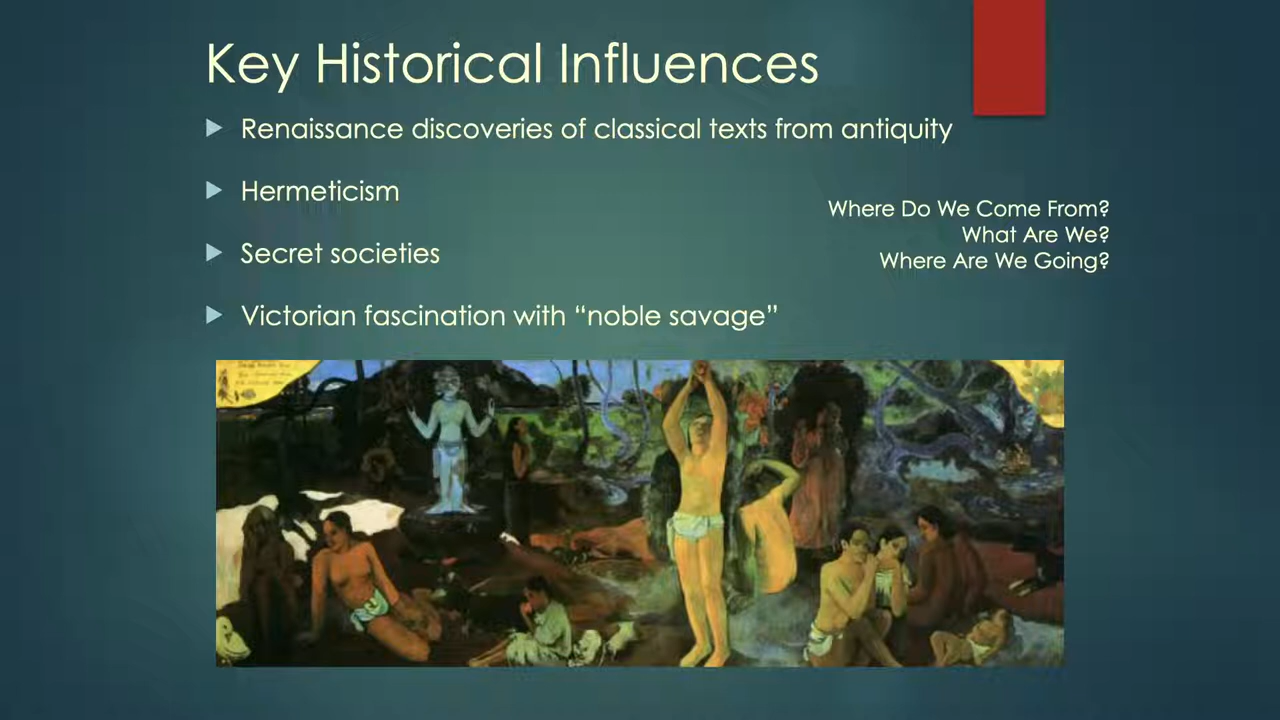 Key Historical Influences
Renaissance discoveries of classical texts from antiquity
Hermeticism
Secret societies
Victorian fascination with “noble savage”
Where Do We Come From?
What Are We?
Where Are We Going?